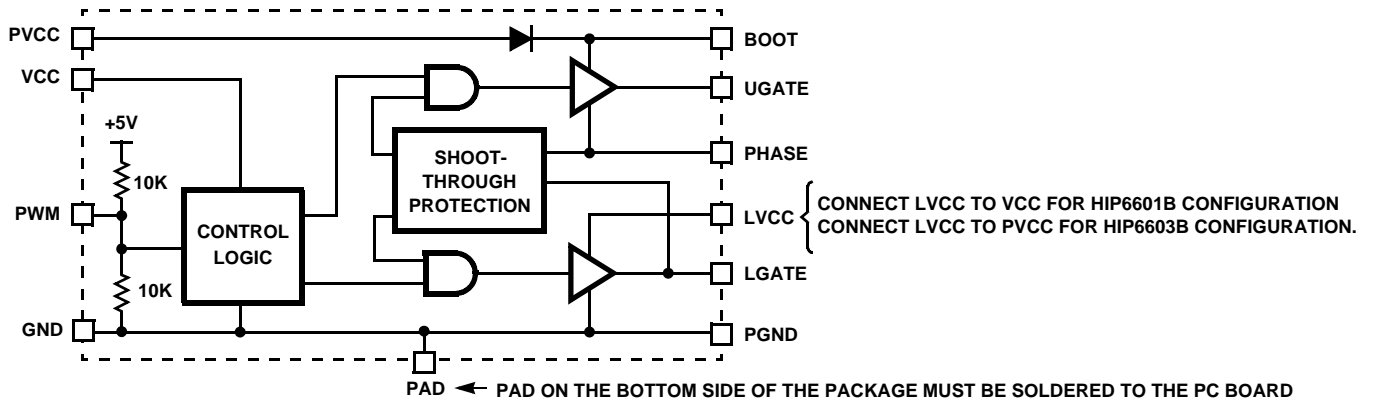 PVCC
BOOT
VCC
UGATE
+5V
10K
SHOOT-
THROUGH
PROTECTION
PHASE
PWM
CONTROL
LOGIC
LVCC
CONNECT LVCC TO VCC FOR HIP6601B CONFIGURATION
CONNECT LVCC TO PVCC FOR HIP6603B CONFIGURATION.
10K
LGATE
GND
PGND
PAD
PAD ON THE BOTTOM SIDE OF THE PACKAGE MUST BE SOLDERED TO THE PC BOARD